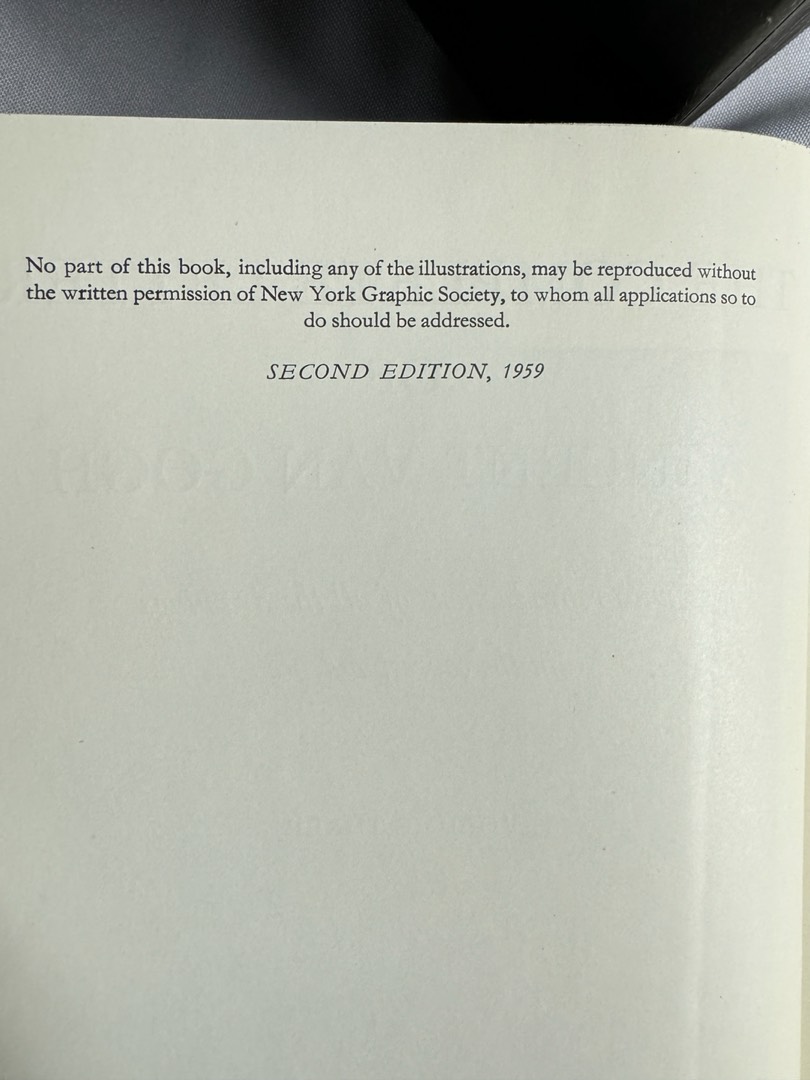 No part of this book, including any of the illustrations, may be reproduced without
the written permission of New York Graphic Society, to whom all applications so to
do should be addressed.
SECOND EDITION, 1959